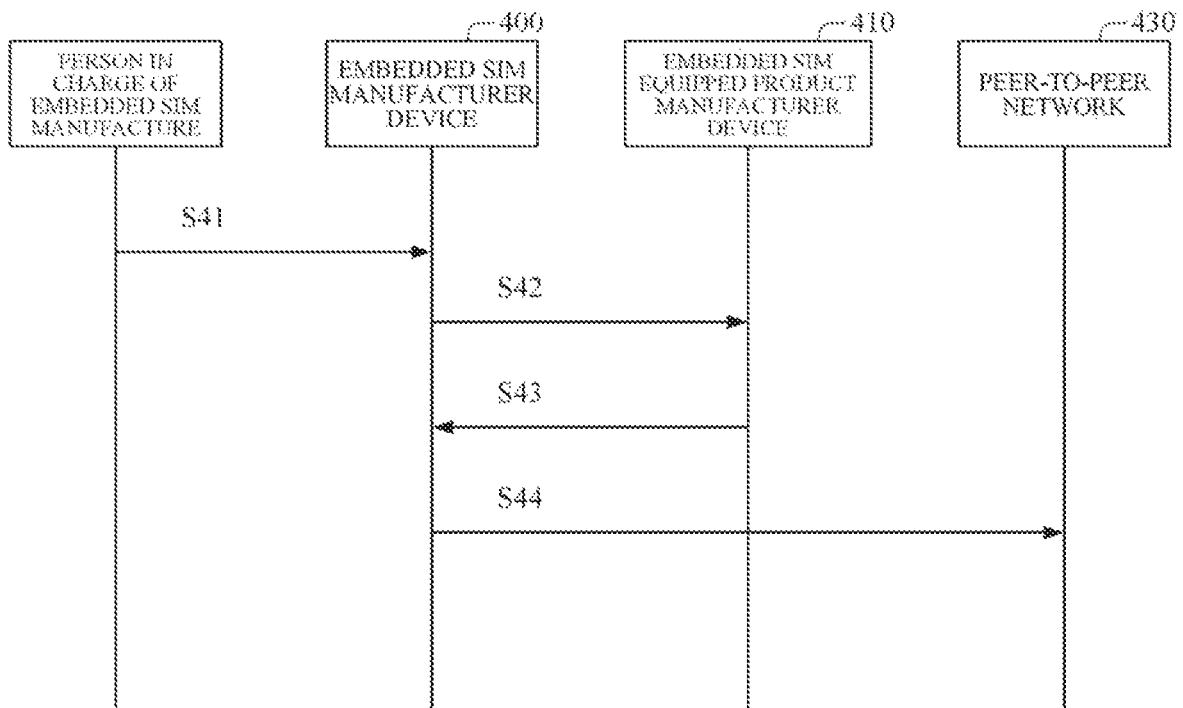 400
410
430
PERSON IN
CHARGE OF
EMBEDDED SIM
MANUFACTURE
EMBEDDED SIM
MANUFACTURER
DEVICE
EMBEDDED SIM
EQUIPPED PRODUCT
MANUFACTURER
DEVICE
PEER-TO-PEER
NETWORK
S41
S42
S43
S44